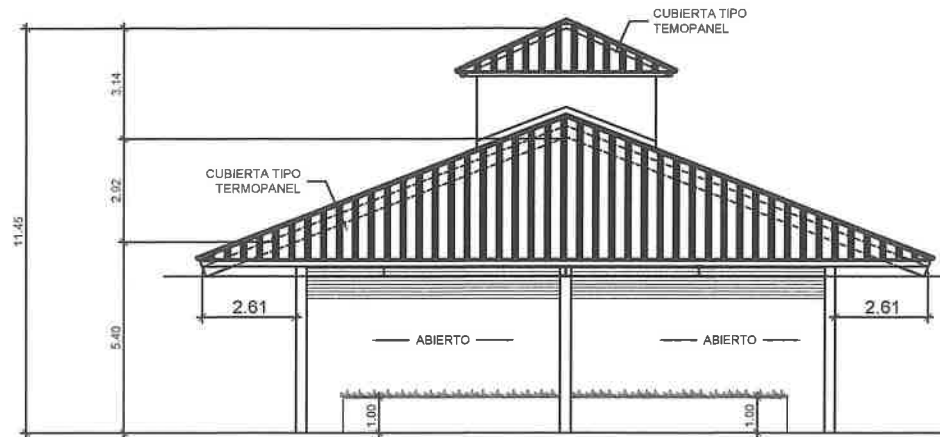 CUBIERTA TIPO
TEMOPANEL
3.14
CUBIERTA TIPO
TERMOPANEL
2.92
11.45
2.61
2.61
5.40
ABIERTO
ABIERTO
1.00
1.00